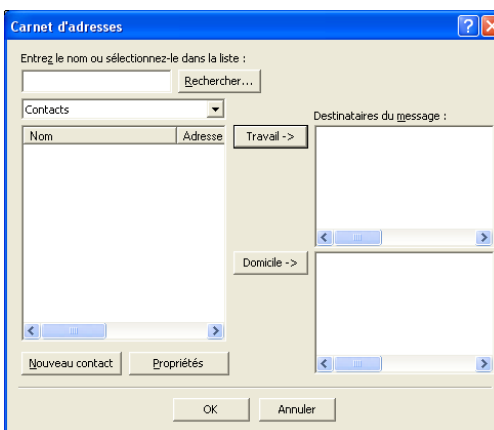 Carnet d'adresses
Entrez le nom ou sélectionnez-le dans la liste :
Rechercher...
Contacts
Destinataires du message :
Nom Adresse
Travail ->
Domicile ->
Nouveau contact Propriétés
OK Annuler